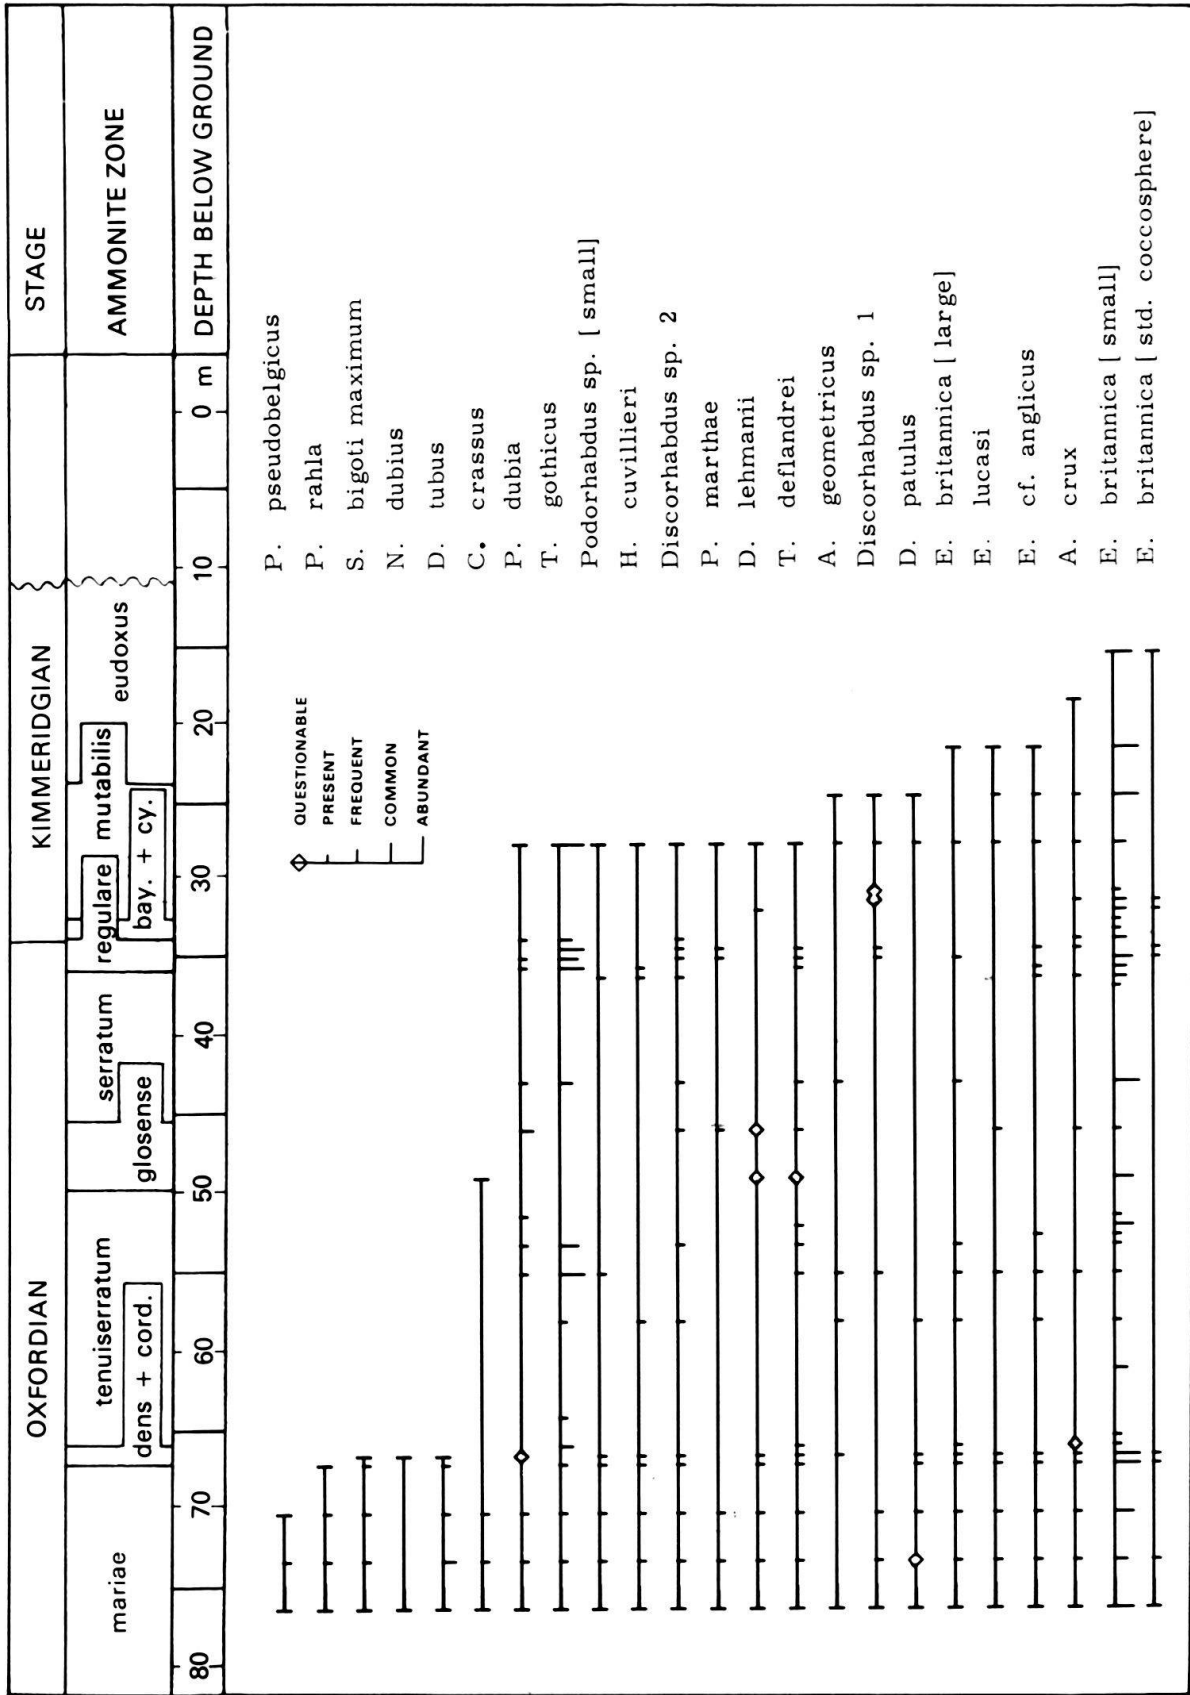 STAGE
OXFORDIAN
KIMMERIDGIAN
AMMONITE ZONE
mariae
dens + cord.
tenuiserratum
glosense
serratum
regulare
bay. + cy.
mutabilis
eudoxus
DEPTH BELOW GROUND
80
70
60
50
40
30
20
10
0 m
QUESTIONABLE
PRESENT
FREQUENT
COMMON
ABUNDANT
P. pseudobelgicus
P. rahla
S. bigoti maximum
N. dubius
D. tubus
C. crassus
P. dubia
T. gothicus
Podorhabdus sp. [ small]
H. cuvillieri
Discorhabdus sp. 2
P. marthae
D. lehmanii
T. deflandrei
A. geometricus
Discorhabdus sp. 1
D. patulus
E. britannica [ large]
E. lucasi
E. cf. anglicus
A. crux
E. britannica [ small]
E. britannica [ std. coccosphere]